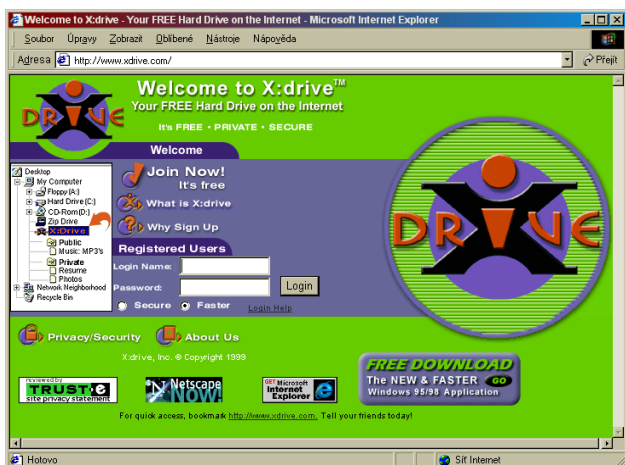 Welcome to X:drive - Your FREE Hard Drive on the Internet - Microsoft Internet Explorer
Soubor Úpravy Zobrazit Oblíbené Nástroje Nápověda
Adresa http://www.xdrive.com/ Přejít
DRIVE
Welcome to X:drive™
Your FREE Hard Drive on the Internet
It's FREE • PRIVATE • SECURE
Welcome
Desktop
My Computer
Floppy (A:)
Hard Drive (C:)
CD-Rom (D:)
Zip Drive
X:Drive
Public
Music: MP3's
Private
Resume
Photos
Network Neighborhood
Recycle Bin
Join Now!
It's free
What is X:drive
Why Sign Up
Registered Users
Login Name:
Password:
Login
Secure Faster Login Help
DRIVE
Privacy/Security About Us
X:drive, Inc. © Copyright 1999
reviewed by
TRUSTe
site privacy statement
Netscape
NOW!
GET Microsoft
Internet
Explorer
FREE DOWNLOAD
The NEW & FASTER GO
Windows 95/98 Application
For quick access, bookmark http://www.xdrive.com. Tell your friends today!
Hotovo Síť Internet